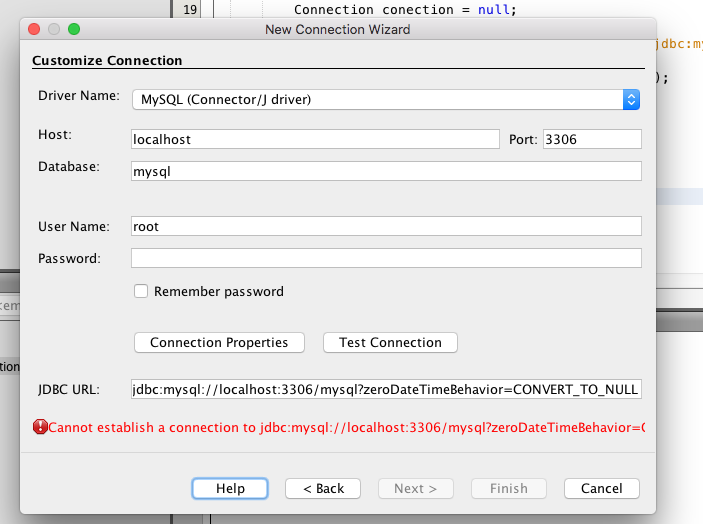 19 Connection conection = null;
New Connection Wizard
Customize Connection
jdbc:my
Driver Name: MySQL (Connector/J driver)
);
Host: localhost Port: 3306
Database: mysql
User Name: root
Password:
Remember password
Connection Properties Test Connection
tion
JDBC URL: jdbc:mysql://localhost:3306/mysql?zeroDateTimeBehavior=CONVERT_TO_NULL
Cannot establish a connection to jdbc:mysql://localhost:3306/mysql?zeroDateTimeBehavior=C
Help < Back Next > Finish Cancel